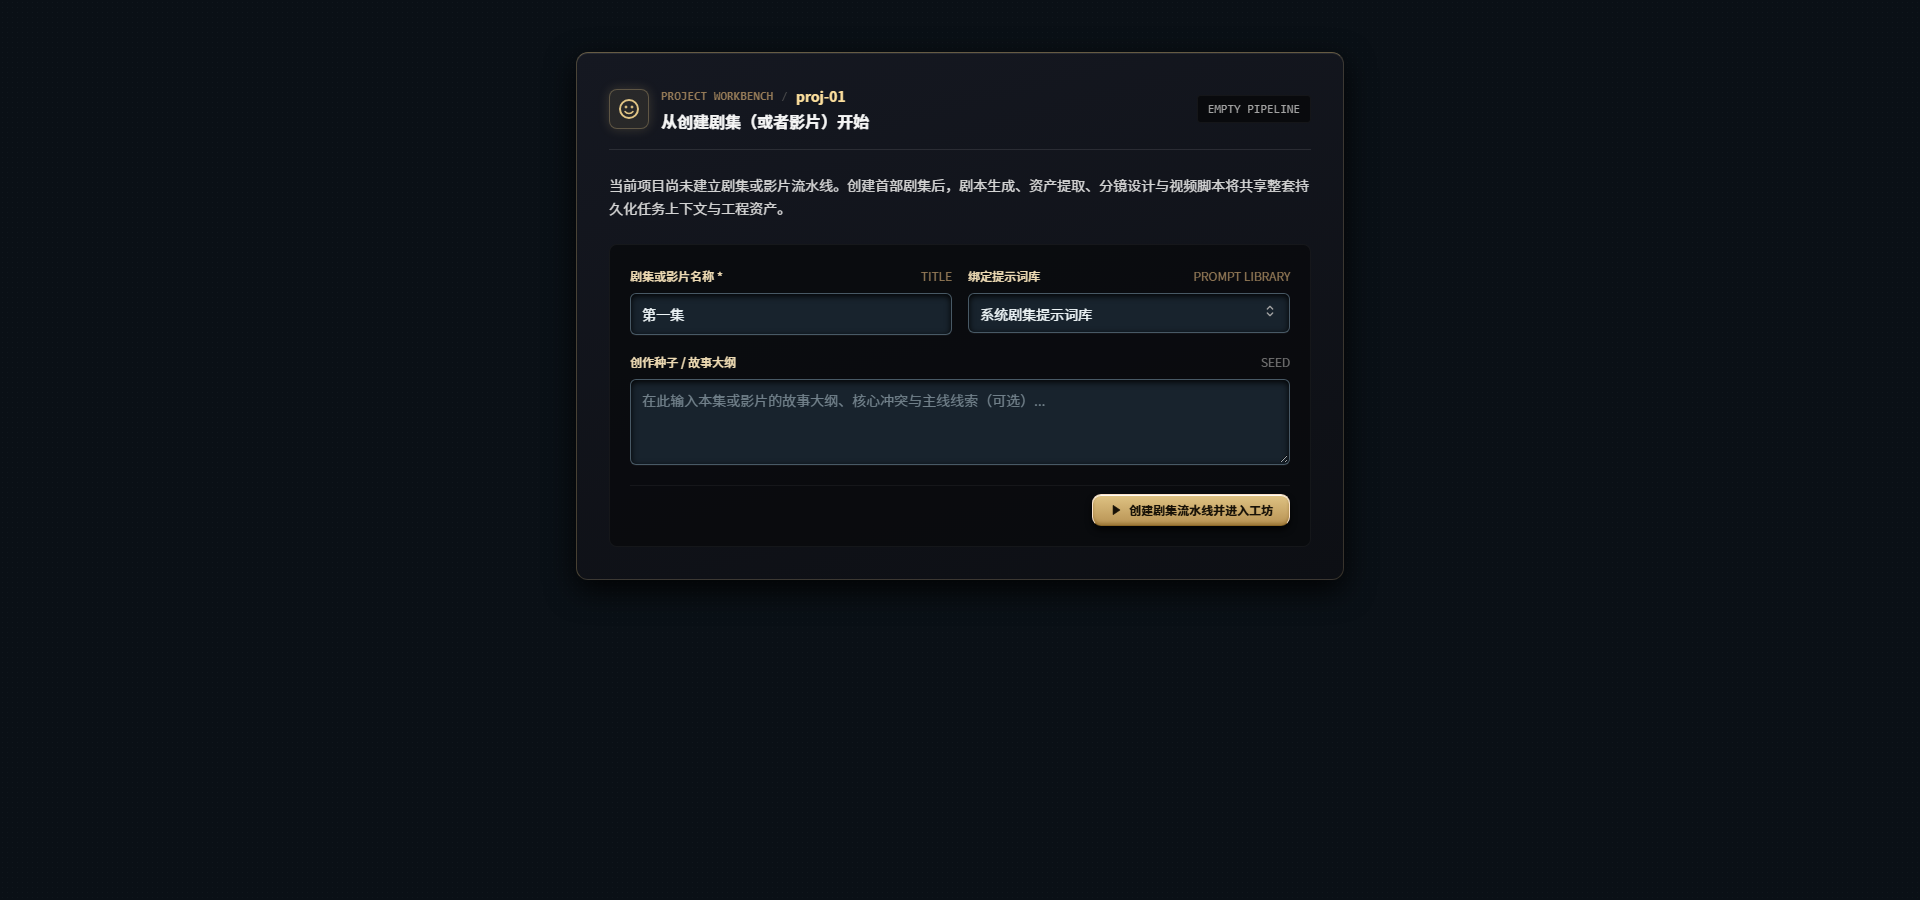 PROJECT WORKBENCH / proj-01
从创建剧集（或者影片）开始
EMPTY PIPELINE
当前项目尚未建立剧集或影片流水线。创建首部剧集后，剧本生成、资产提取、分镜设计与视频脚本将共享整套持
久化任务上下文与工程资产。
剧集或影片名称 * TITLE
绑定提示词库 PROMPT LIBRARY
第一集
系统剧集提示词库
创作种子 / 故事大纲 SEED
在此输入本集或影片的故事大纲、核心冲突与主线线索（可选）...
创建剧集流水线并进入工坊